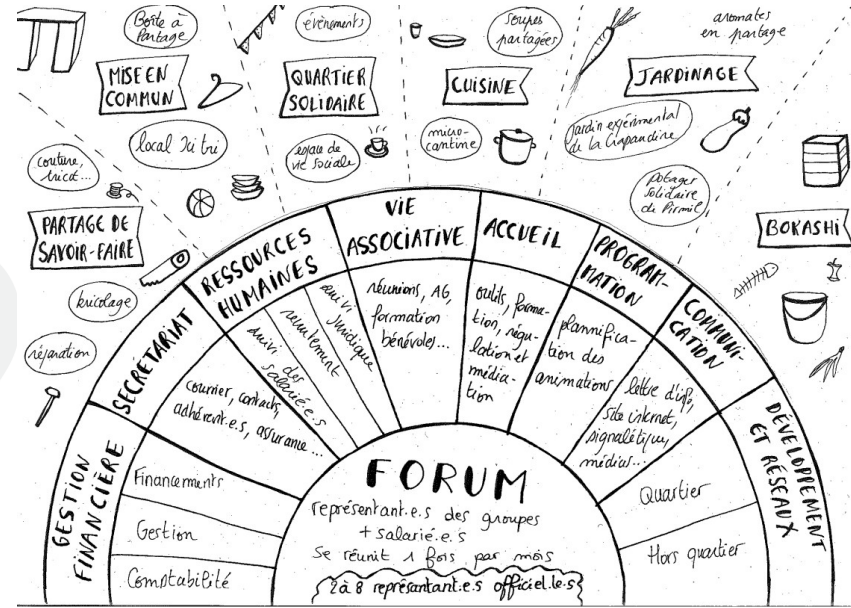 Boîte à
Partage
MISE EN
COMMUN
local Ici tri
évènements
QUARTIER
SOLIDAIRE
espace de
vie sociale
soupes
partagées
CUISINE
micro-
cantine
aromates
en partage
JARDINAGE
Jardin expérimental
de la Crapaudine
potager
solidaire
de Pirmil
BOKASHI
couture,
tricot...
PARTAGE DE
SAVOIR-FAIRE
bricolage
réparation
GESTION
FINANCIÈRE
Financements
Gestion
Comptabilité
SECRÉTARIAT
courrier, contacts,
adhérent.e.s, assurance...
RESSOURCES
HUMAINES
suivi des
salarié.e.s
recrutement
suivi
juridique
VIE
ASSOCIATIVE
réunions, AG,
formation
bénévoles...
ACCUEIL
outils, forma-
tion, régu-
lation et
média-
tion
PROGRAM-
MATION
plannifica-
tion des
animations
COMMUNI-
CATION
lettre d'info,
site internet,
signalétique,
médias...
DÉVELOPPEMENT
ET RÉSEAUX
Quartier
Hors quartier
FORUM
représentant.e.s des groupes
+ salarié.e.s
Se réunit 1 fois par mois
2 à 8 représantant.e.s officiel.le.s